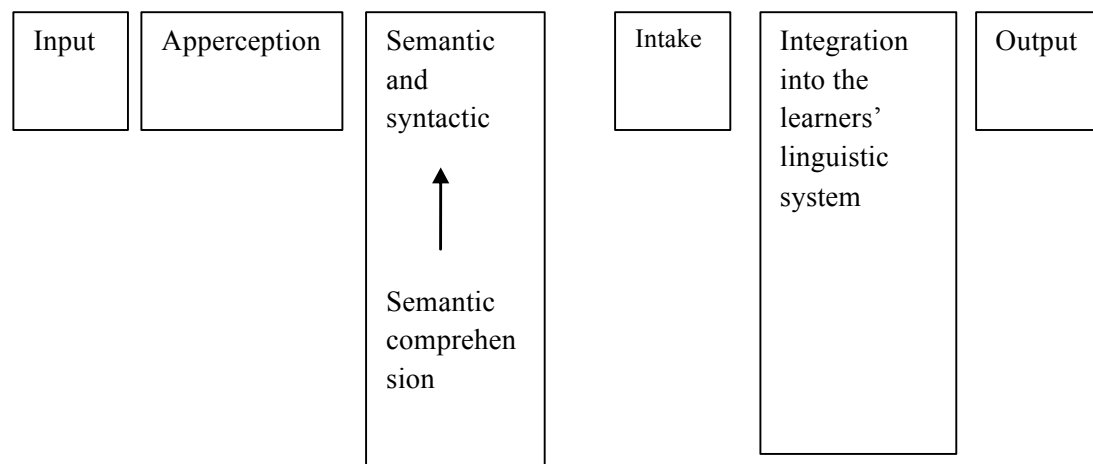 Input
Apperception
Semantic
and
syntactic
Semantic
comprehen
sion
Intake
Integration
into the
learners’
linguistic
system
Output